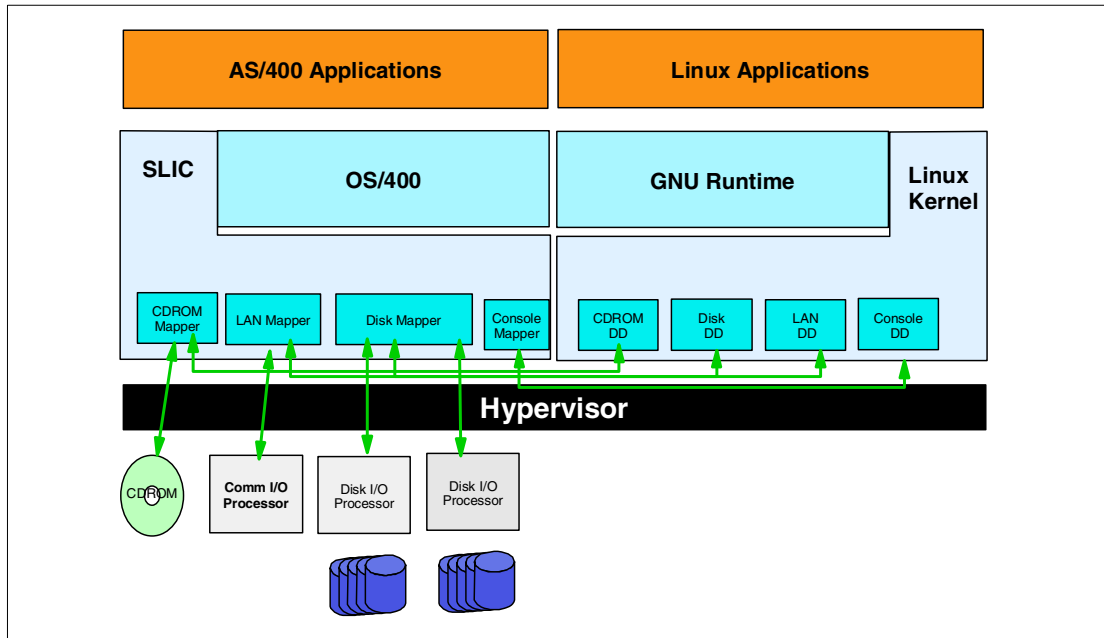 AS/400 Applications
Linux Applications
SLIC
OS/400
GNU Runtime
Linux
Kernel
CDROM
Mapper
LAN Mapper
Disk Mapper
Console
Mapper
CDROM
DD
Disk
DD
LAN
DD
Console
DD
Hypervisor
CDROM
Comm I/O
Processor
Disk I/O
Processor
Disk I/O
Processor